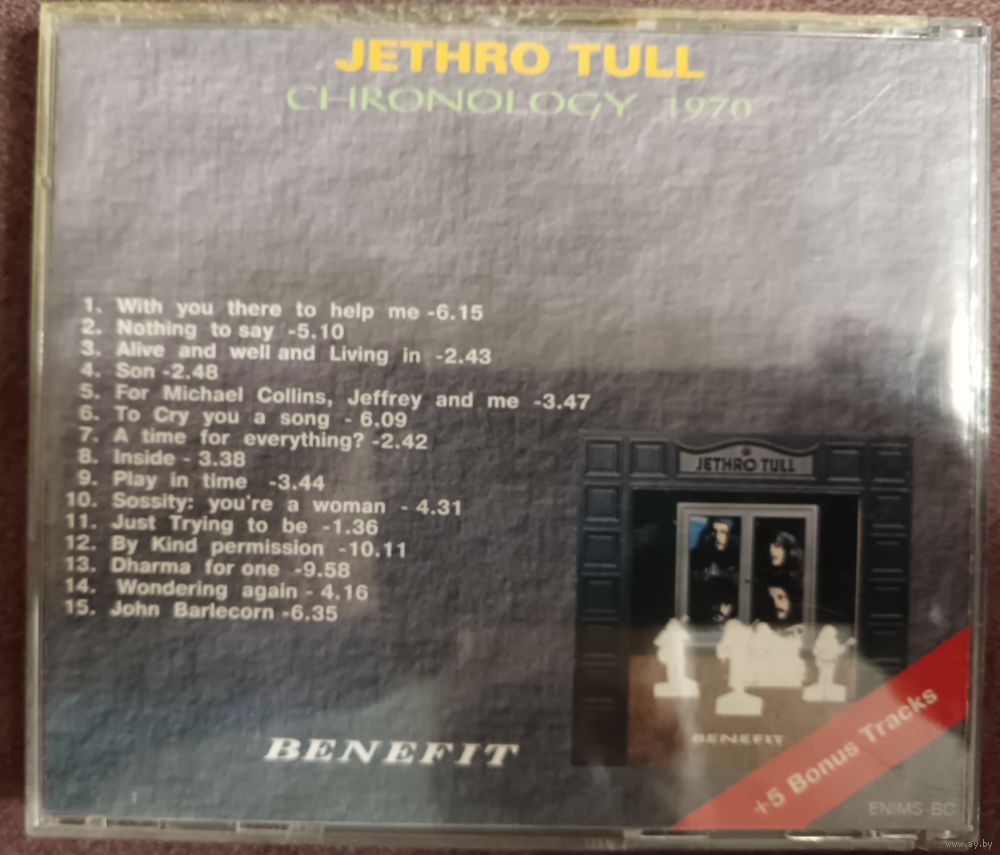 JETHRO TULL
CHRONOLOGY 1970
1. With you there to help me -6.15
2. Nothing to say -5.10
3. Alive and well and Living in -2.43
4. Son -2.48
5. For Michael Collins, Jeffrey and me -3.47
6. To Cry you a song - 6.09
7. A time for everything? -2.42
8. Inside - 3.38
9. Play in time -3.44
10. Sossity: you're a woman - 4.31
11. Just Trying to be -1.36
12. By Kind permission -10.11
13. Dharma for one -9.58
14. Wondering again - 4.16
15. John Barlecorn -6.35
JETHRO TULL
BENEFIT
BENEFIT
+5 Bonus Tracks
ENIMS-BC
www.ay.by